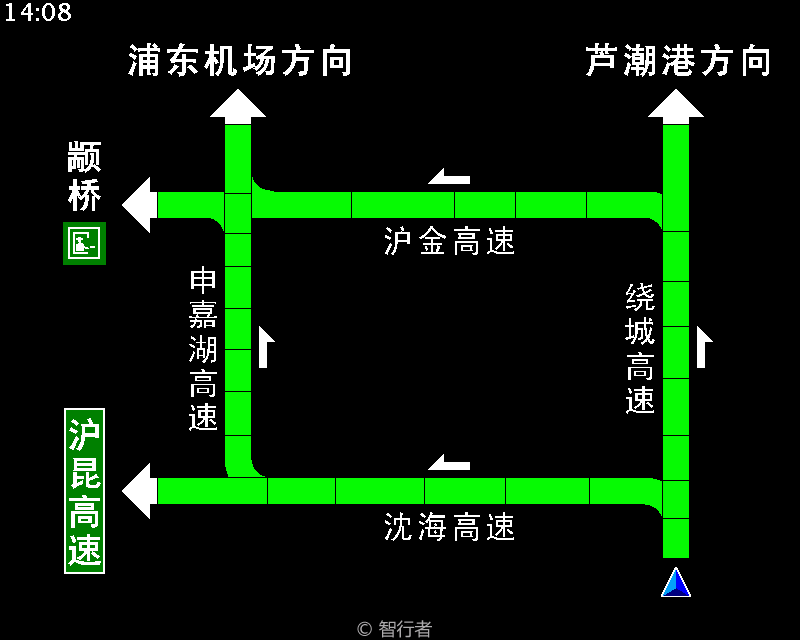 14:08
浦东机场方向
芦潮港方向
颛桥
沪金高速
申嘉湖高速
绕城高速
沪昆高速
沈海高速
© 智行者